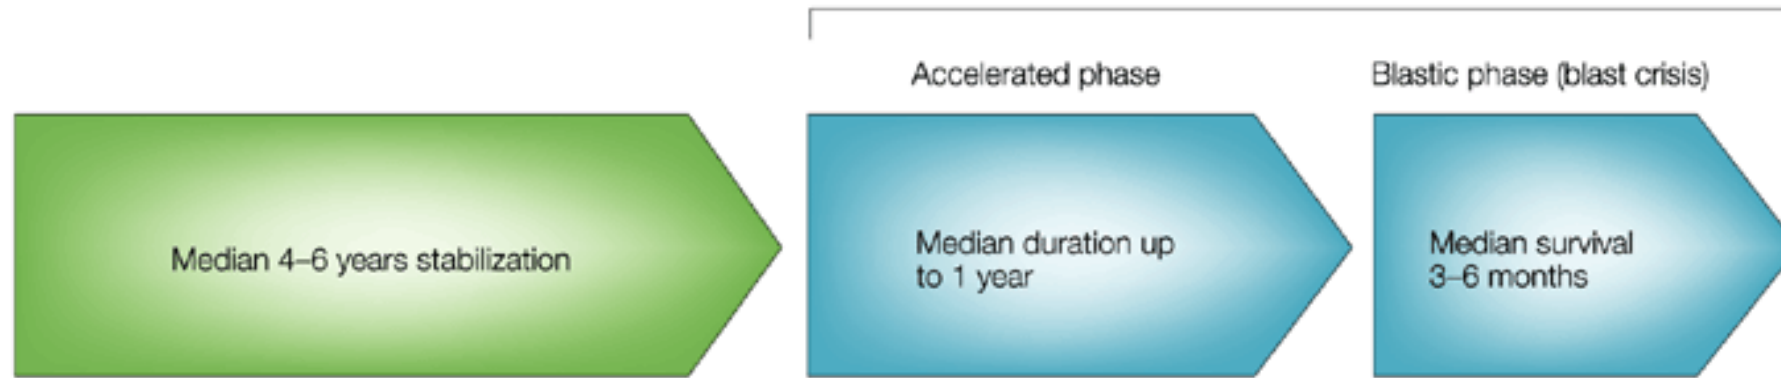 Accelerated phase
Blastic phase (blast crisis)
Median 4–6 years stabilization
Median duration up
to 1 year
Median survival
3–6 months